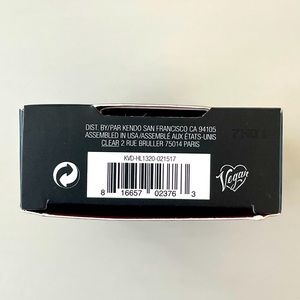 DIST. BY/PAR KENDO SAN FRANCISCO CA 94105
ASSEMBLED IN USA/ASSEMBLÉ AUX ÉTATS-UNIS
CLEAR 2 RUE BRULLER 75014 PARIS
KVD-HL1320-021517
8 16657 02376 3
Vegan